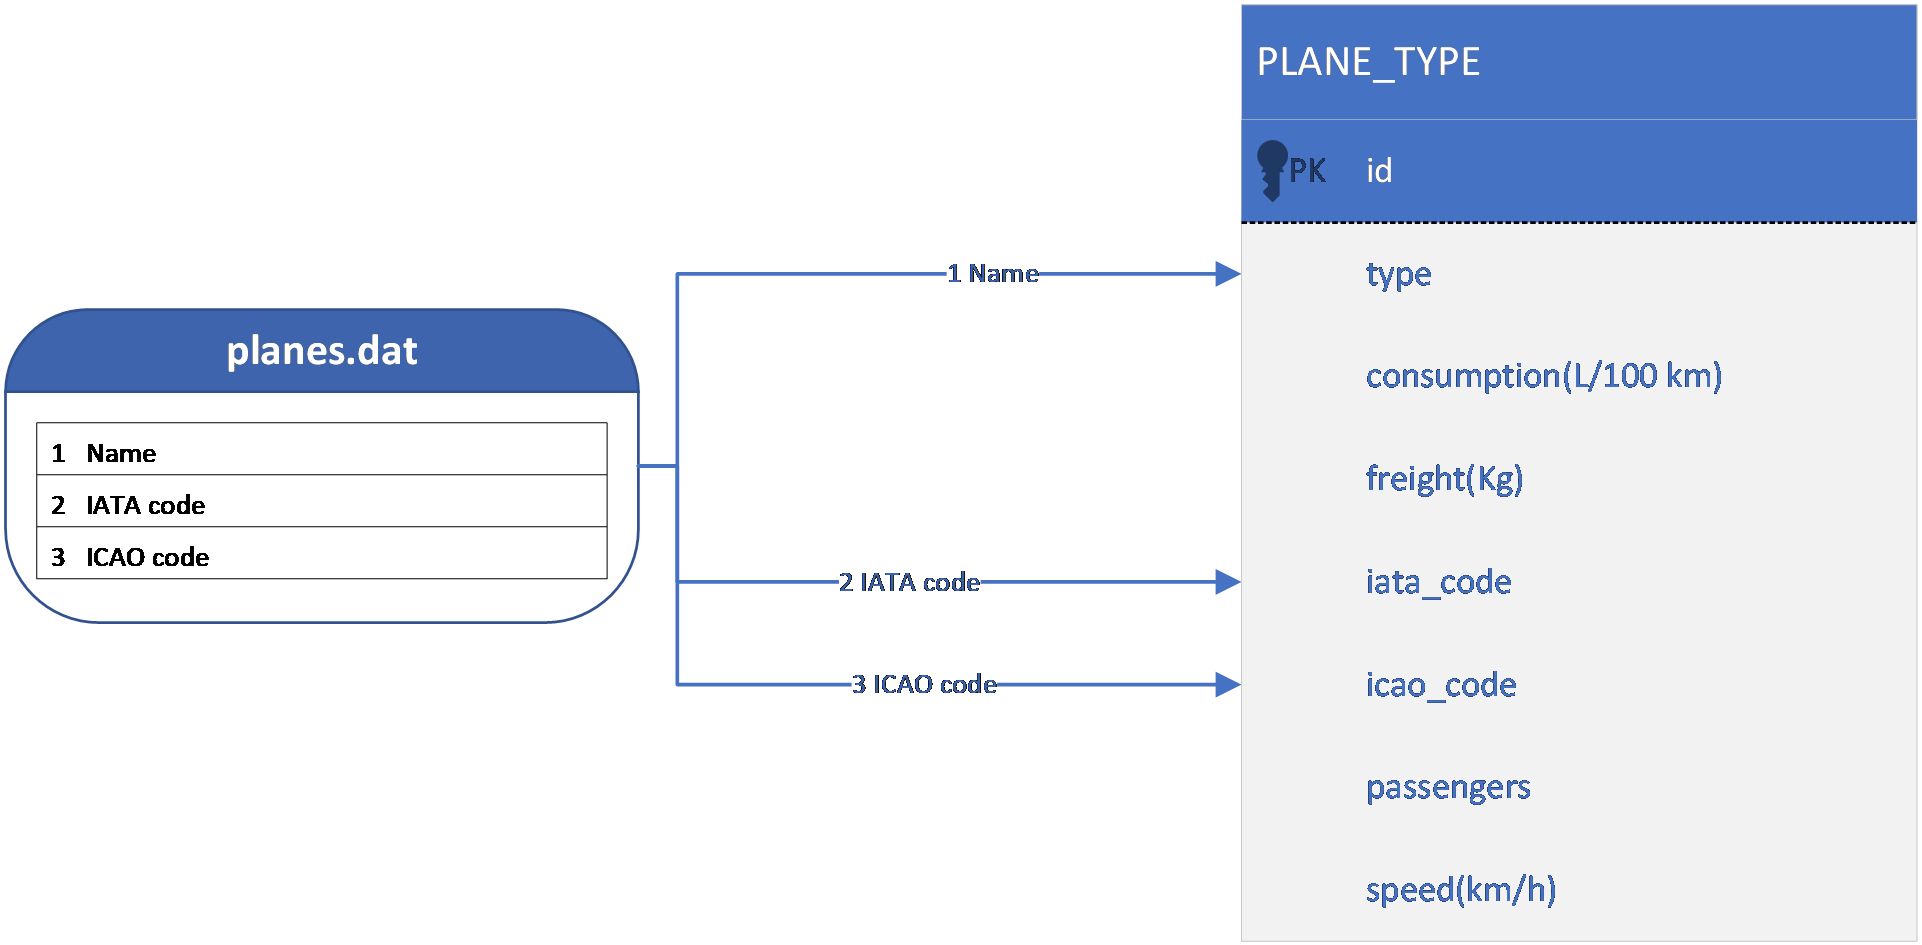 planes.dat
1 Name
2 IATA code
3 ICAO code
1 Name
2 IATA code
3 ICAO code
PLANE_TYPE
PK id
type
consumption(L/100 km)
freight(Kg)
iata_code
icao_code
passengers
speed(km/h)